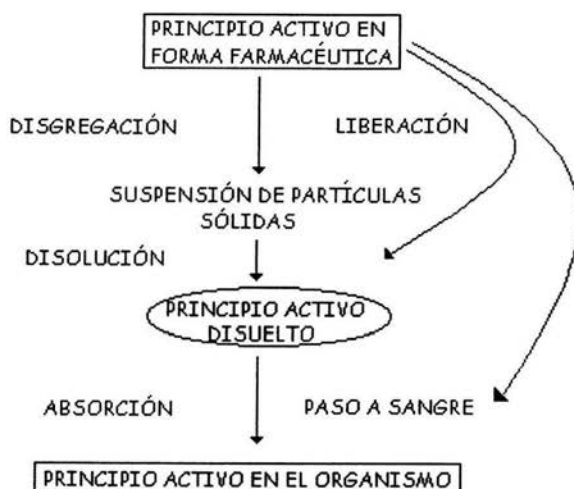 PRINCIPIO ACTIVO EN
FORMA FARMACÉUTICA
DISGREGACIÓN
LIBERACIÓN
SUSPENSIÓN DE PARTÍCULAS
SÓLIDAS
DISOLUCIÓN
PRINCIPIO ACTIVO
DISUELTO
ABSORCIÓN
PASO A SANGRE
PRINCIPIO ACTIVO EN EL ORGANISMO